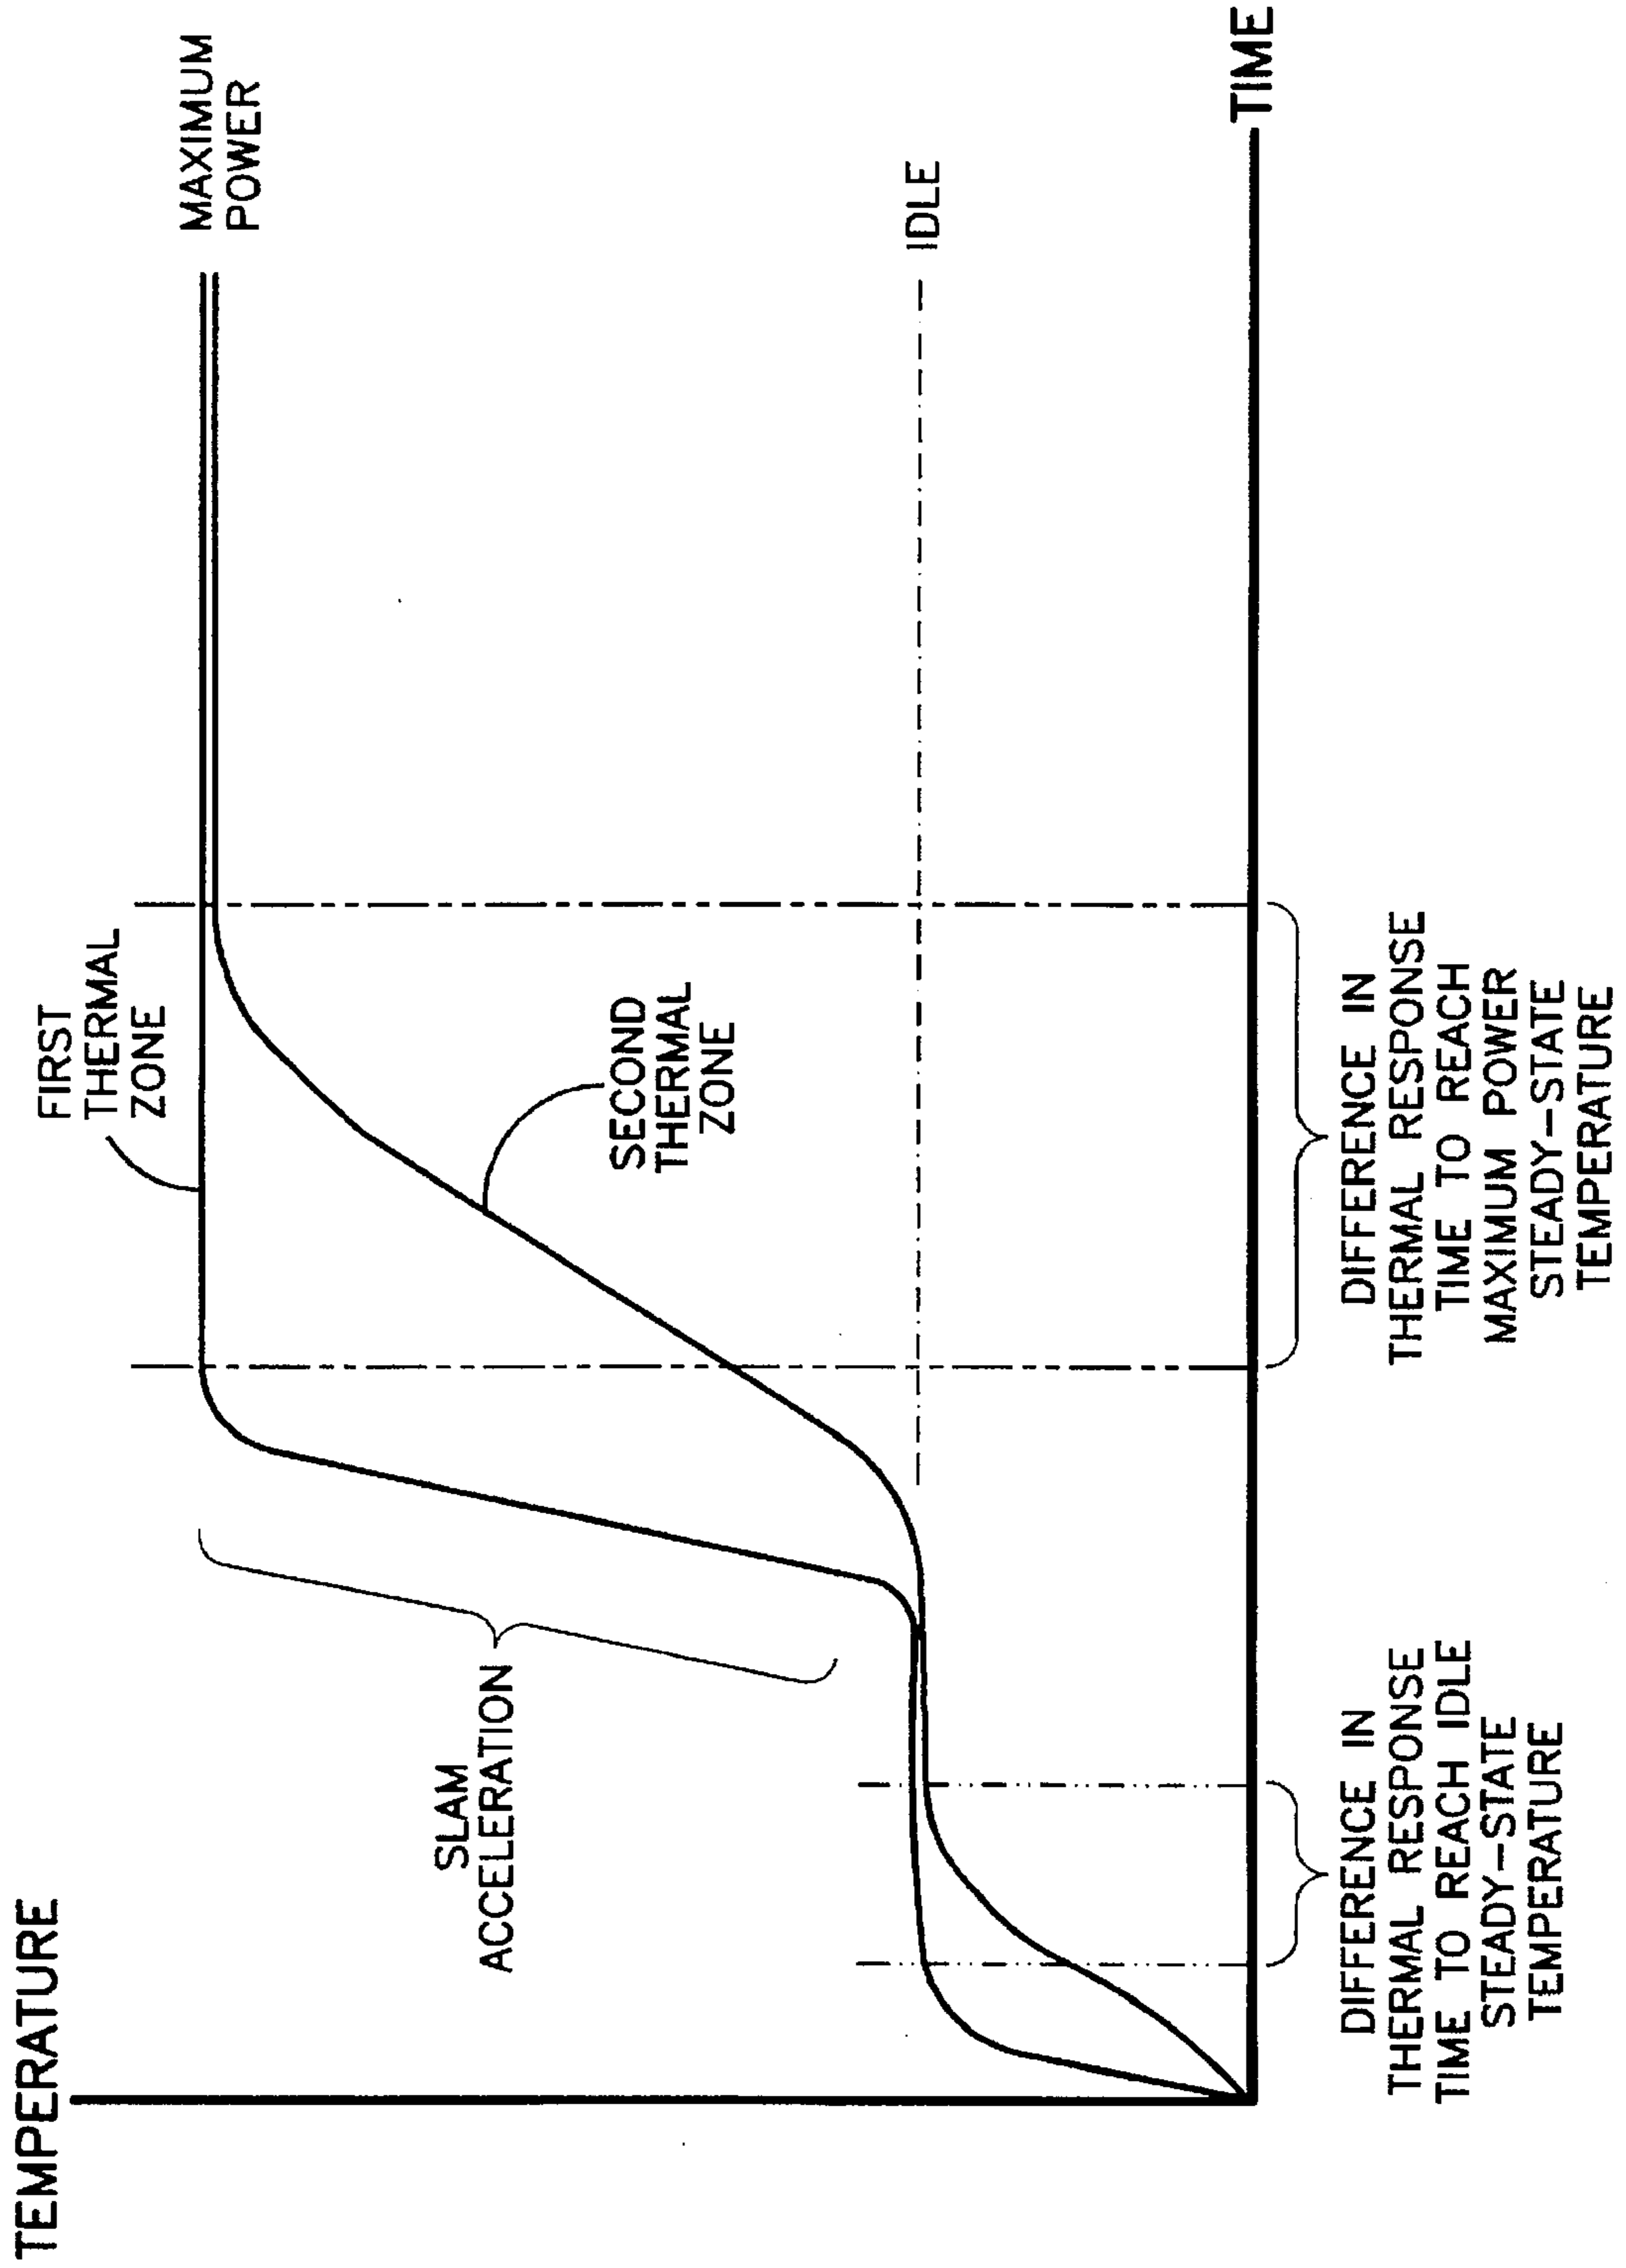 TEMPERATURE
FIRST
THERMAL
ZONE
MAXIMUM
POWER
SLAM
ACCELERATION
SECOND
THERMAL
ZONE
IDLE
TIME
DIFFERENCE IN
THERMAL RESPONSE
TIME TO REACH IDLE
STEADY-STATE
TEMPERATURE
DIFFERENCE IN
THERMAL RESPONSE
TIME TO REACH
MAXIMUM POWER
STEADY-STATE
TEMPERATURE